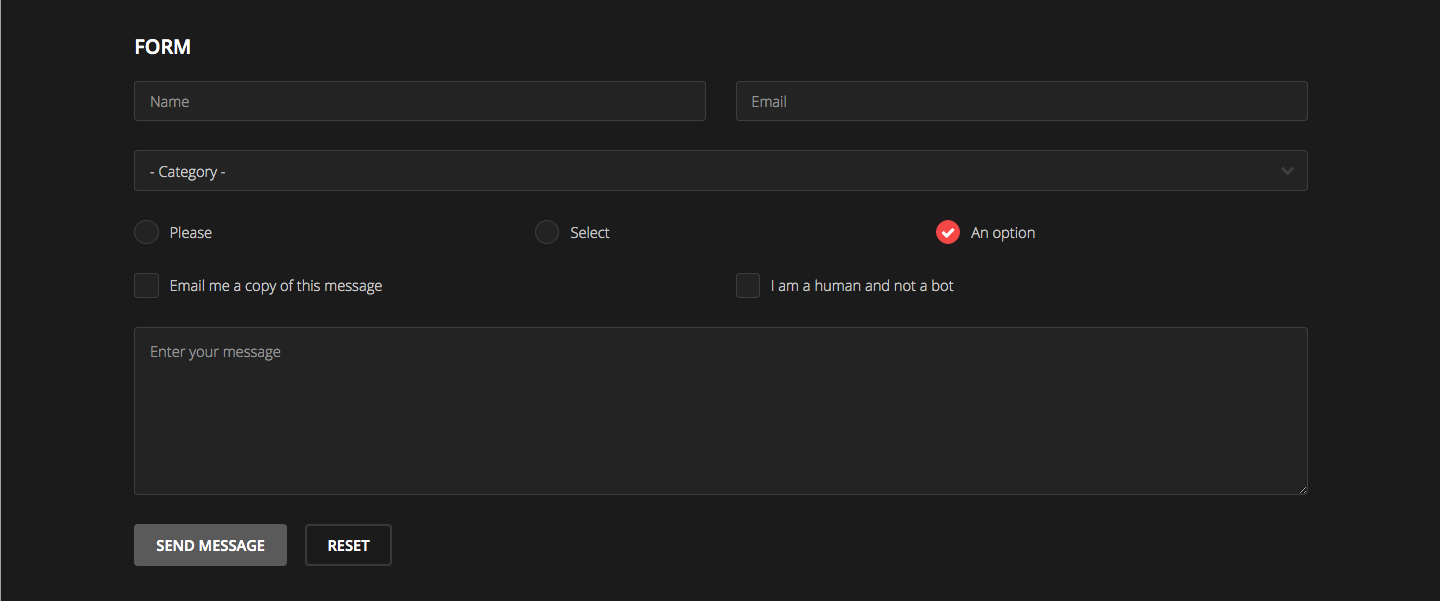 FORM
Name Email
- Category -
Please Select An option
Email me a copy of this message I am a human and not a bot
Enter your message
SEND MESSAGE RESET